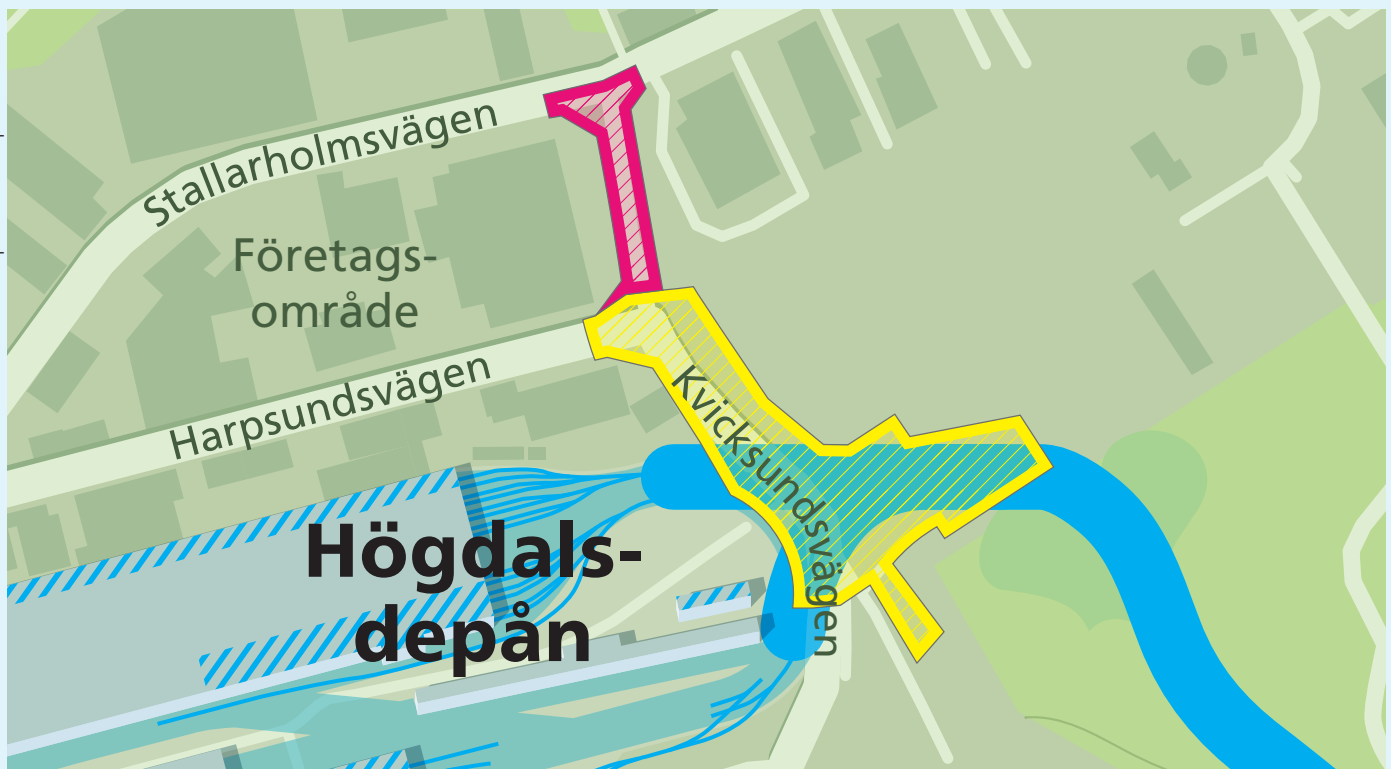 Stallarholmsvägen
Företags-
område
Harpsundsvägen
Kvicksundsvägen
Högdals-
depån